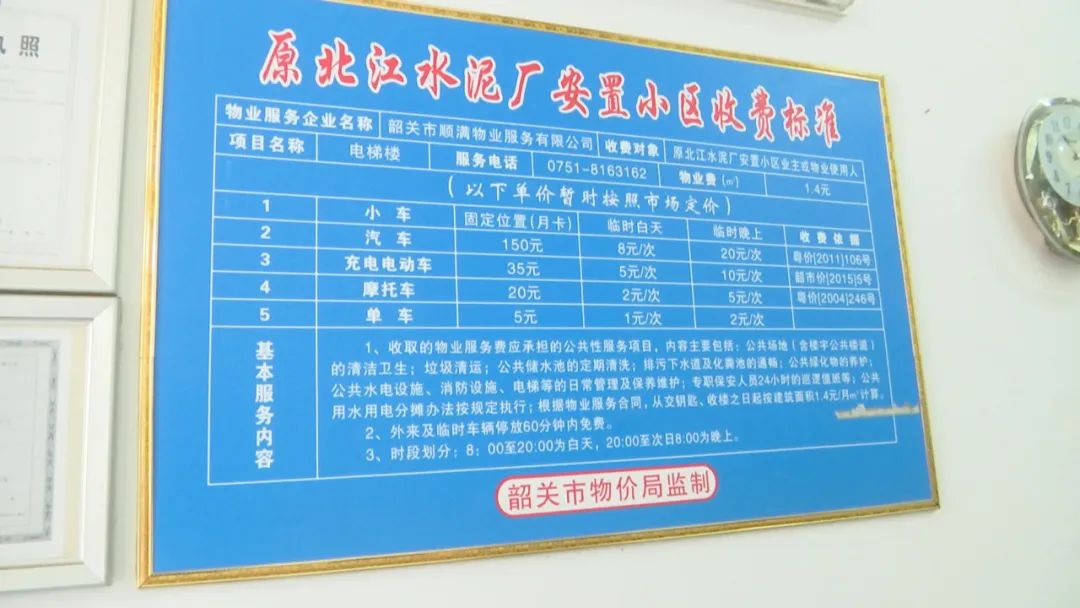 照
原北江水泥厂安置小区收费标准
物业服务企业名称 韶关市顺满物业服务有限公司 收费对象 原北江水泥厂安置小区业主或物业使用人
项目名称 电梯楼 服务电话 0751-8163162 物业费(㎡) 1.4元
(以下单价暂时按照市场定价)
1 小车 固定位置(月卡) 临时白天 临时晚上 收费依据
2 汽车 150元 8元/次 20元/次 粤价[2011]106号
3 充电电动车 35元 5元/次 10元/次 韶市价[2015]5号
4 摩托车 20元 2元/次 5元/次 粤价[2004]246号
5 单车 5元 1元/次 2元/次
基本服务内容
1、收取的物业服务费应承担的公共性服务项目，内容主要包括：公共场地(含楼宇公共楼道)
的清洁卫生；垃圾清运；公共储水池的定期清洗；排污下水道及化粪池的通畅；公共绿化物的养护；
公共水电设施、消防设施、电梯等的日常管理及保养维护；专职保安人员24小时的巡逻值班等；公共
用水用电分摊办法按规定执行；根据物业服务合同，从交钥匙、收楼之日起按建筑面积1.4元/月㎡计算。
2、外来及临时车辆停放60分钟内免费。
3、时段划分：8：00至20:00为白天，20:00至次日8:00为晚上。
韶关市物价局监制